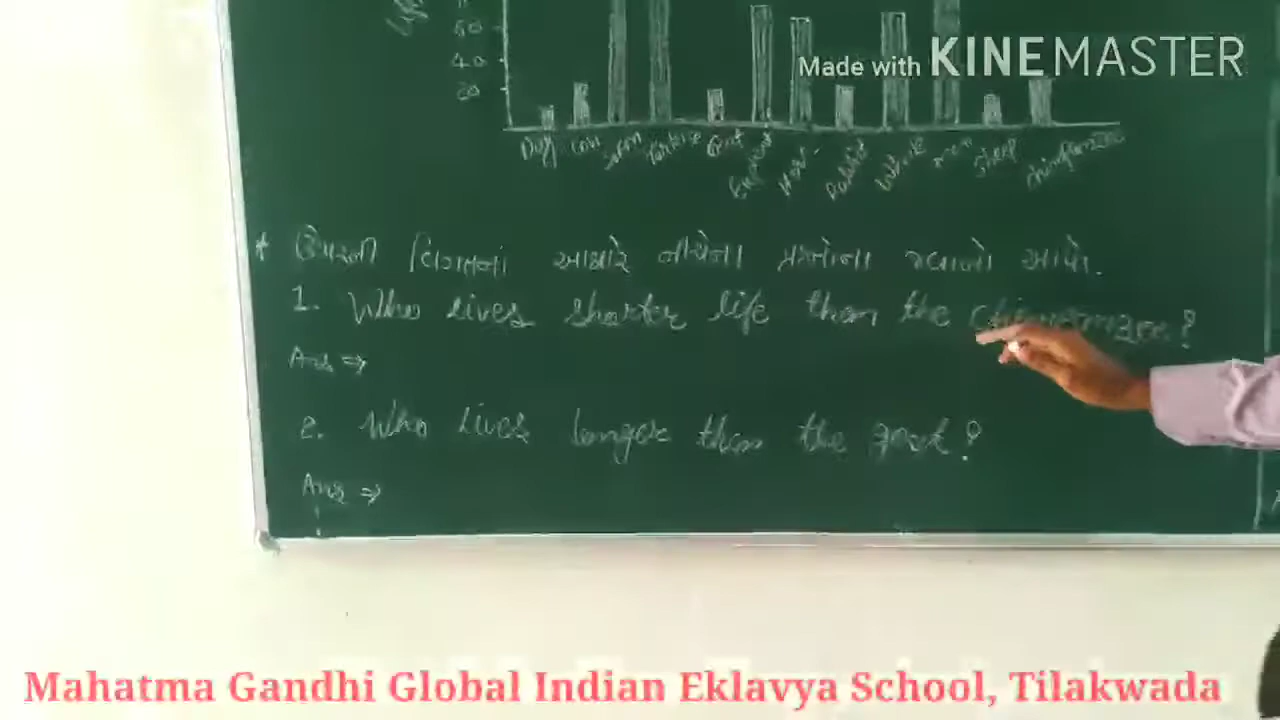 60
Made with KINEMASTER
40
20
Dog Cow Tortoise Goat Elephant Horse Rabbit Whale men Sheep chimpanzee
* ઉપરની વિગતના આધારે નીચેના પ્રશ્નોના જવાબો આપો.
1. Who lives shorter life than the chimpanzee?
Ans ⇒
2. Who lives longer than the goat?
Ans ⇒
Mahatma Gandhi Global Indian Eklavya School, Tilakwada